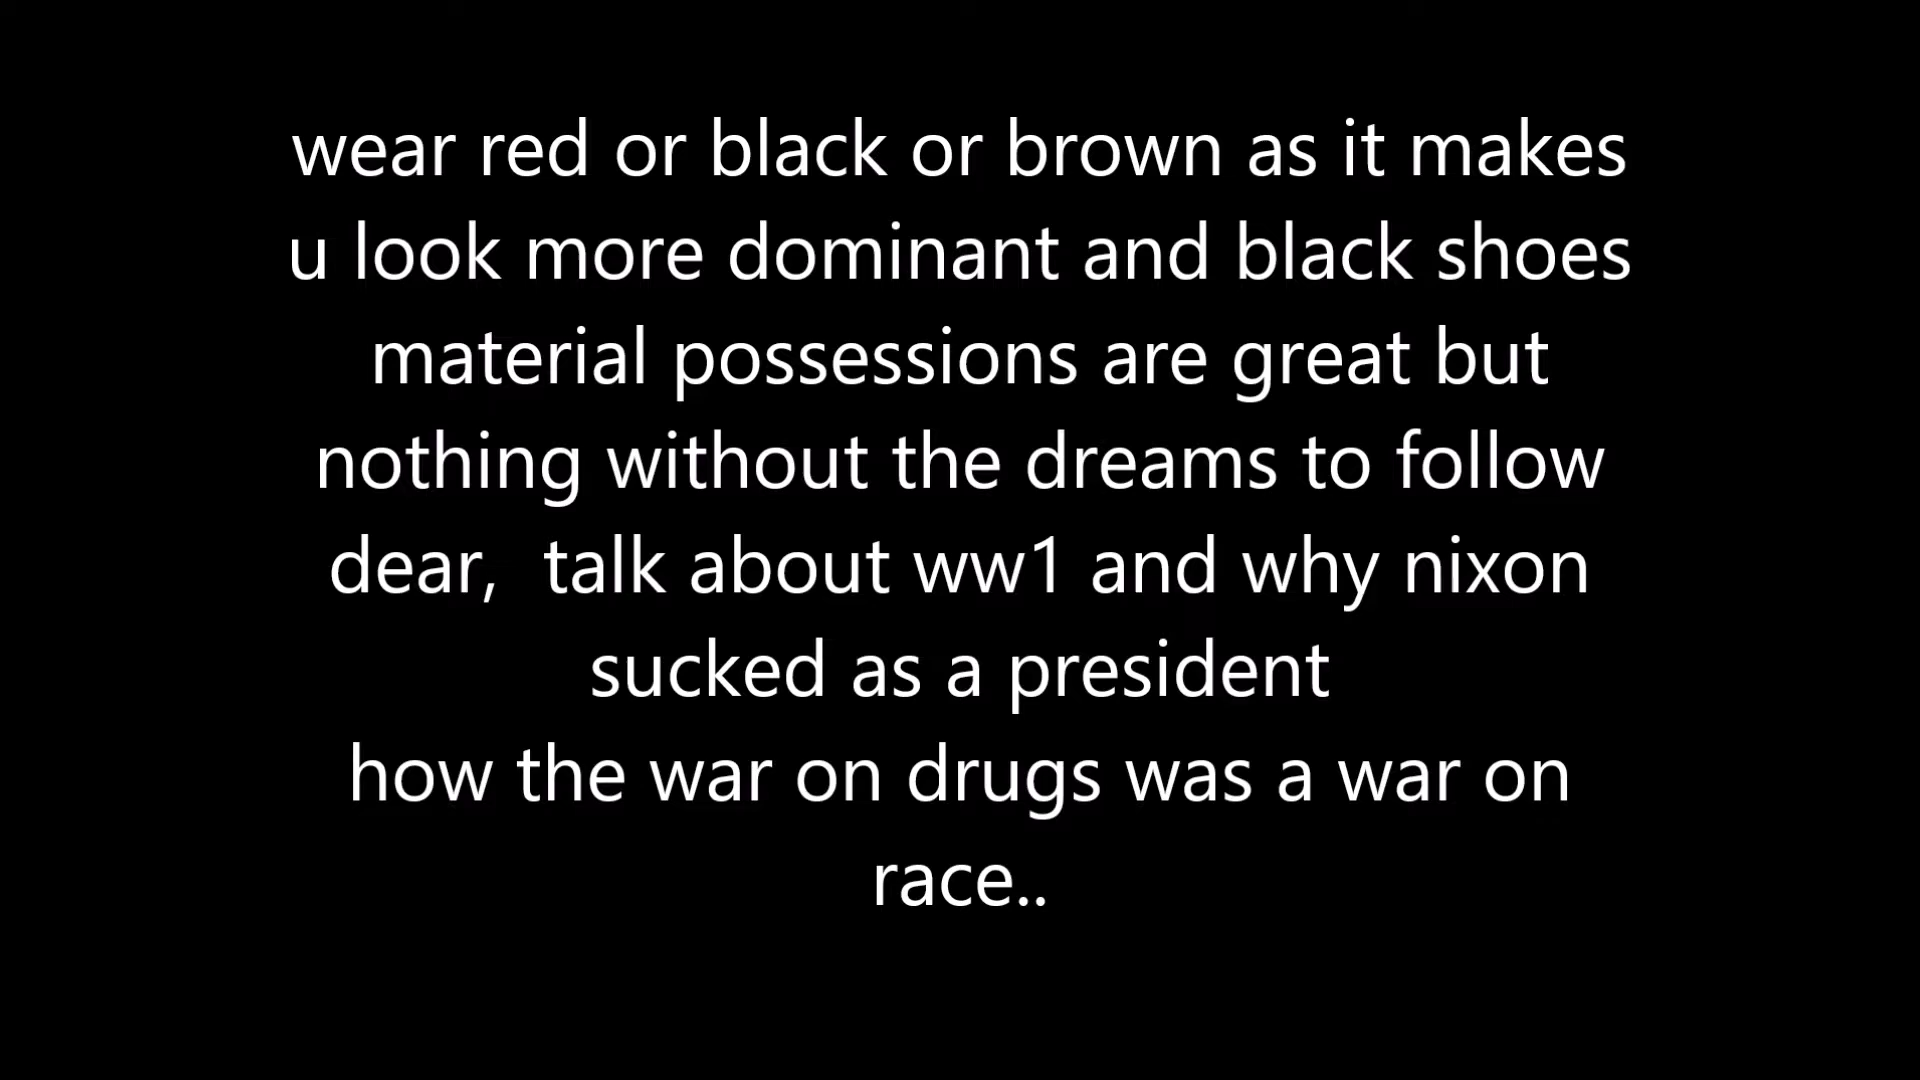 wear red or black or brown as it makes
u look more dominant and black shoes
material possessions are great but
nothing without the dreams to follow
dear,  talk about ww1 and why nixon
sucked as a president
how the war on drugs was a war on
race..